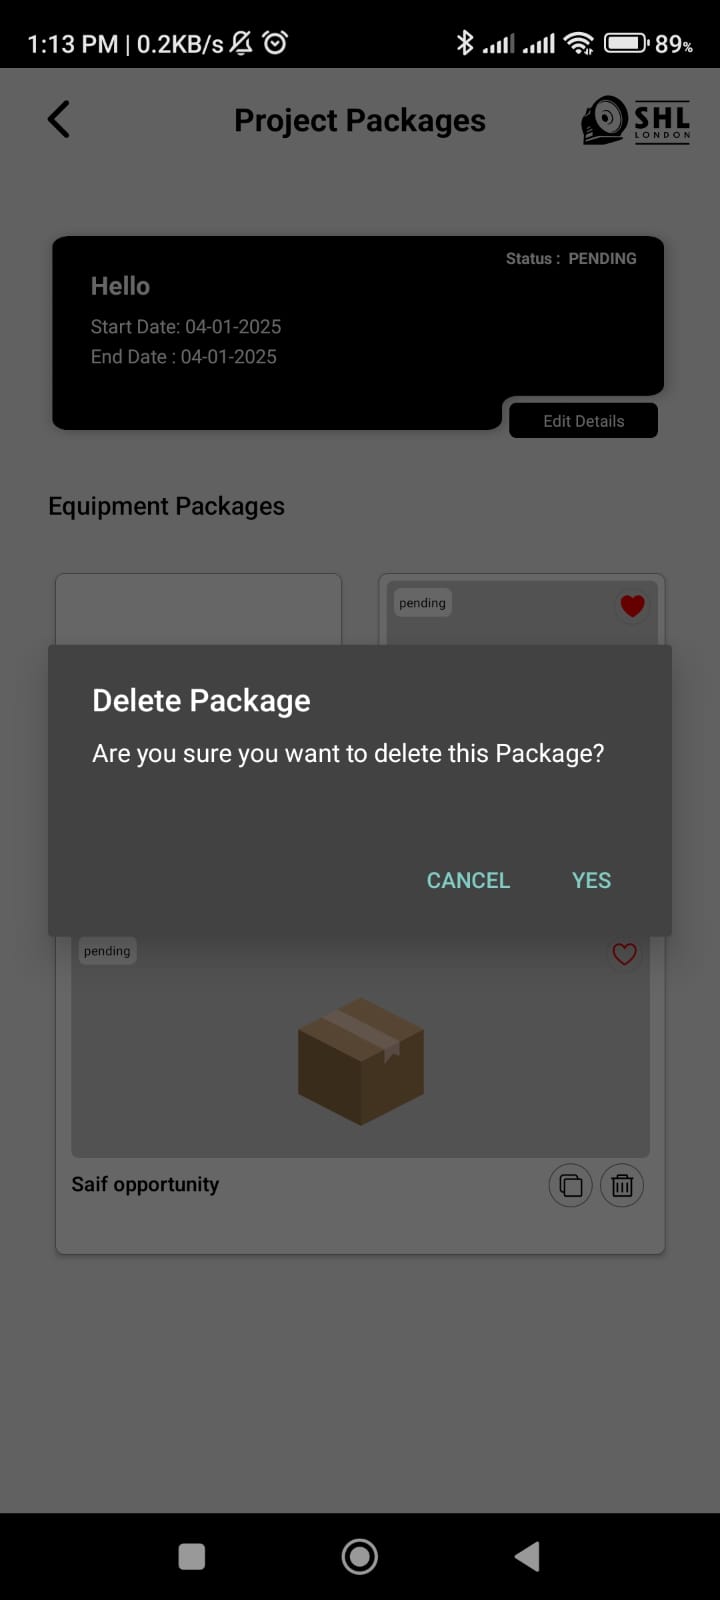 1:13 PM | 0.2KB/s 89%
Project Packages
SHL
LONDON
Status : PENDING
Hello
Start Date: 04-01-2025
End Date : 04-01-2025
Edit Details
Equipment Packages
pending
Delete Package
Are you sure you want to delete this Package?
CANCEL YES
pending
Saif opportunity